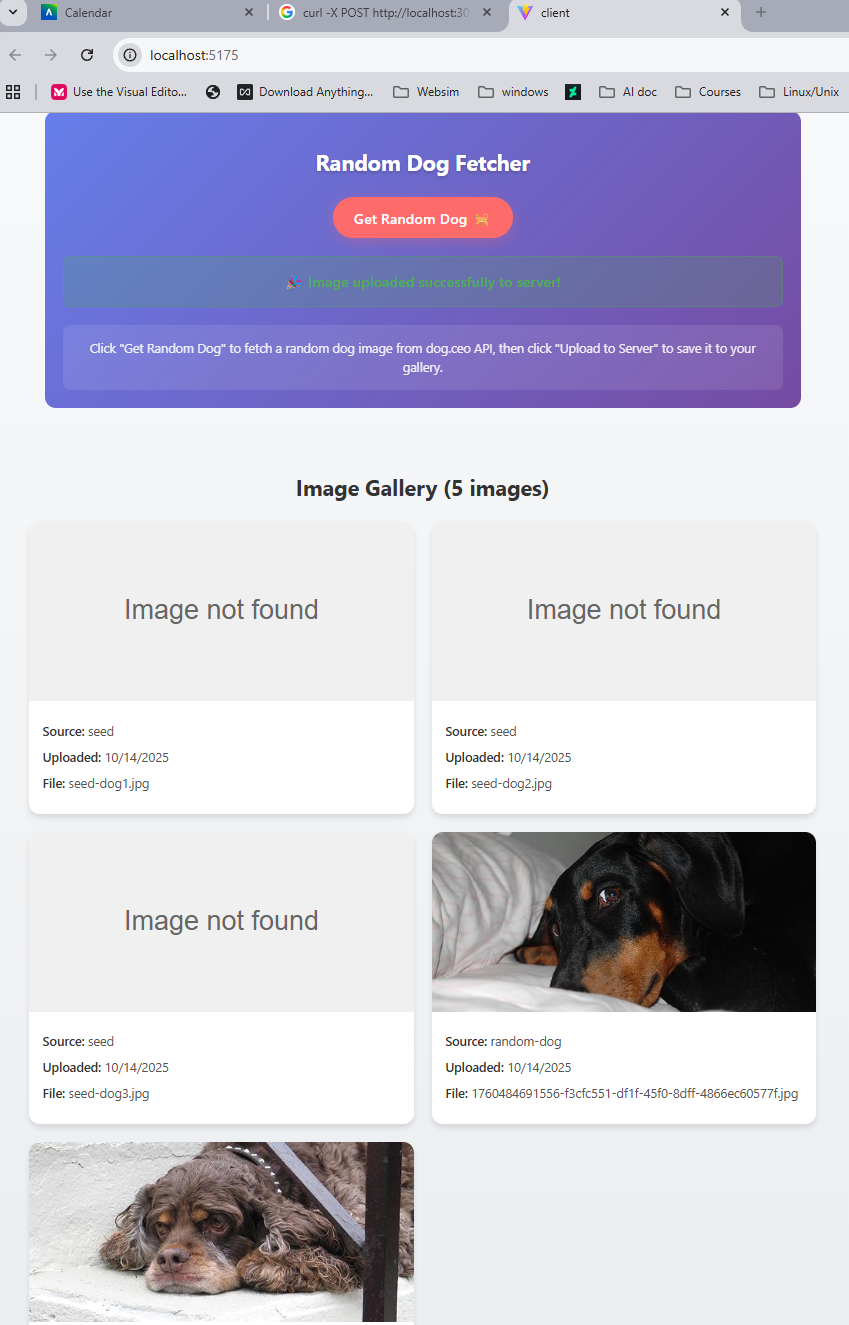 Calendar
curl -X POST http://localhost:30
client
localhost:5175
Use the Visual Edito...
Download Anything...
Websim
windows
AI doc
Courses
Linux/Unix
Random Dog Fetcher
Get Random Dog 🐕
🎉 Image uploaded successfully to server!
Click "Get Random Dog" to fetch a random dog image from dog.ceo API, then click "Upload to Server" to save it to your
gallery.
Image Gallery (5 images)
Image not found
Source: seed
Uploaded: 10/14/2025
File: seed-dog1.jpg
Image not found
Source: seed
Uploaded: 10/14/2025
File: seed-dog2.jpg
Image not found
Source: seed
Uploaded: 10/14/2025
File: seed-dog3.jpg
Source: random-dog
Uploaded: 10/14/2025
File: 1760484691556-f3cfc551-df1f-45f0-8dff-4866ec60577f.jpg